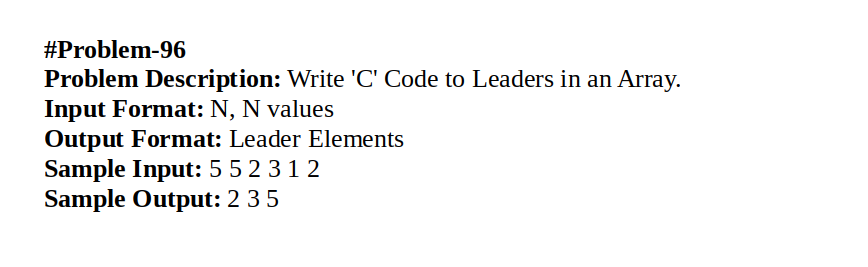 #Problem-96
Problem Description: Write 'C' Code to Leaders in an Array.
Input Format: N, N values
Output Format: Leader Elements
Sample Input: 5 5 2 3 1 2
Sample Output: 2 3 5